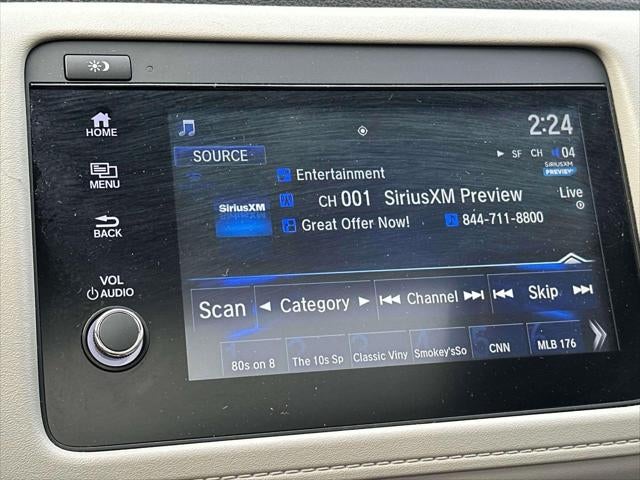 HOME
MENU
BACK
VOL
AUDIO
2:24
SOURCE
SF CH 04
SIRIUSXM
PREVIEW
Entertainment
SiriusXM
CH 001 SiriusXM Preview
Live
Great Offer Now! 844-711-8800
Scan Category Channel Skip
80s on 8 The 10s Sp Classic Viny Smokey'sSo CNN MLB 176